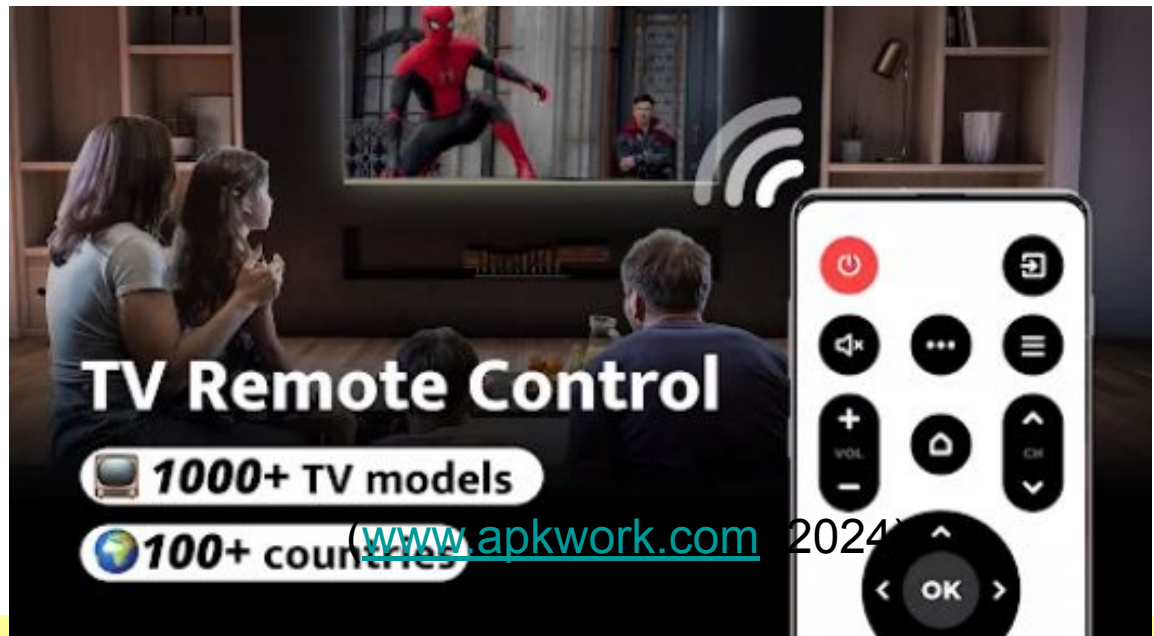 TV Remote Control
1000+ TV models
100+ countries
(www.apkwork.com 2024)
VOL
CH
OK